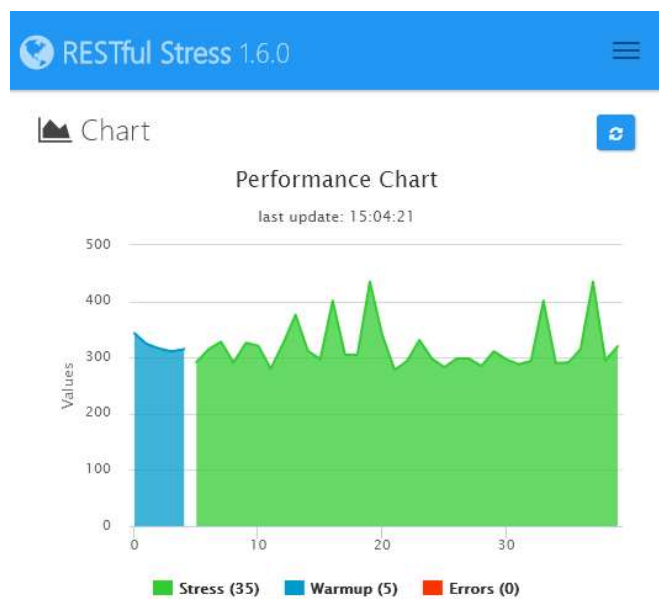 RESTful Stress 1.6.0
Chart
Performance Chart
last update: 15:04:21
500
400
300
200
100
0
Values
0 10 20 30
Stress (35) Warmup (5) Errors (0)